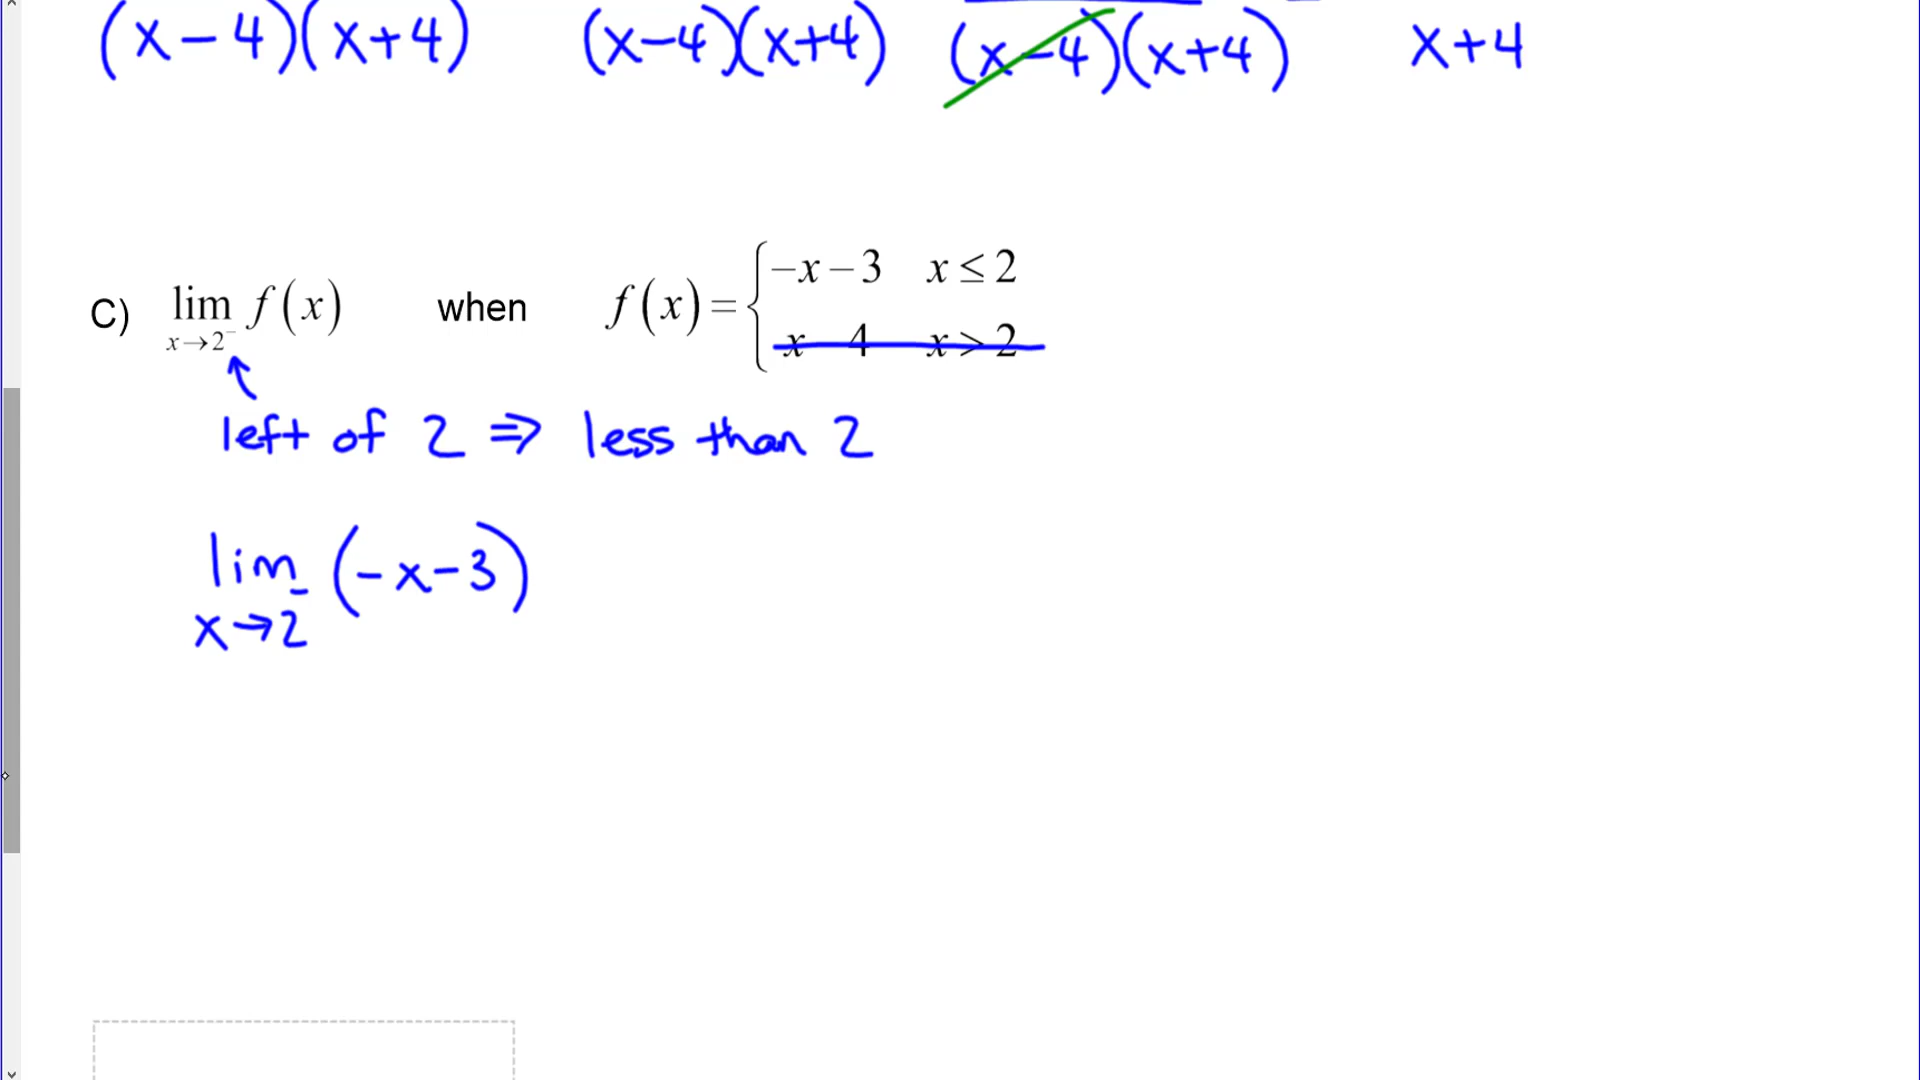 (x-4)(x+4) (x-4)(x+4) (x-4)(x+4) x+4
C) lim x→2⁻ f(x) when f(x) = { -x-3 x ≤ 2
x 4 x > 2
left of 2 ⇒ less than 2
lim x→2⁻ (-x-3)